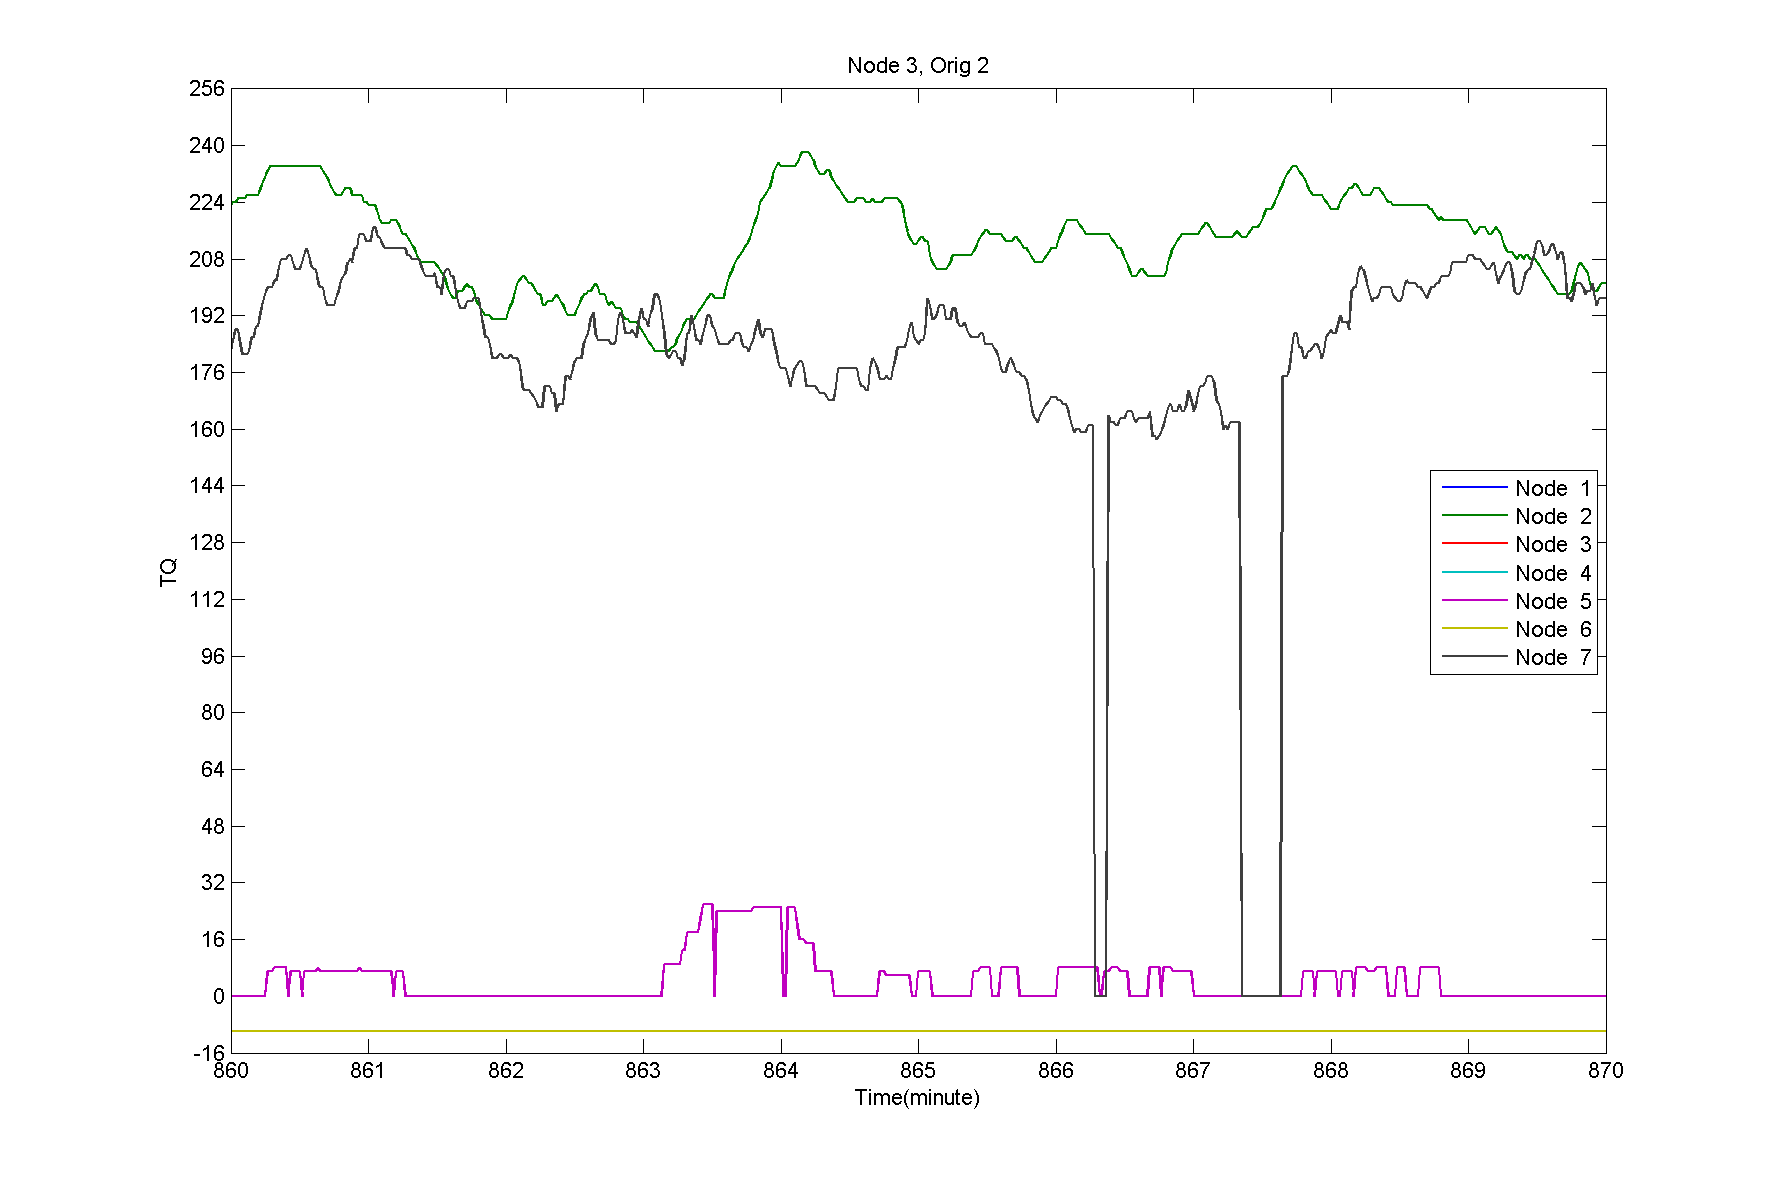 Node 3, Orig 2
256
240
224
208
192
176
160
144
128
112
96
80
64
48
32
16
0
-16
TQ
Node 1
Node 2
Node 3
Node 4
Node 5
Node 6
Node 7
860 861 862 863 864 865 866 867 868 869 870
Time(minute)